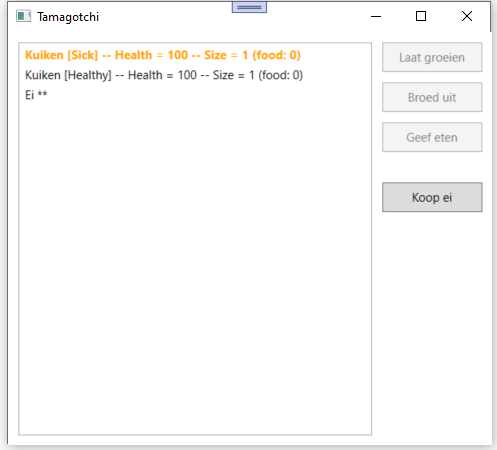 Tamagotchi
Kuiken [Sick] -- Health = 100 -- Size = 1 (food: 0)
Kuiken [Healthy] -- Health = 100 -- Size = 1 (food: 0)
Ei **
Laat groeien
Broed uit
Geef eten
Koop ei